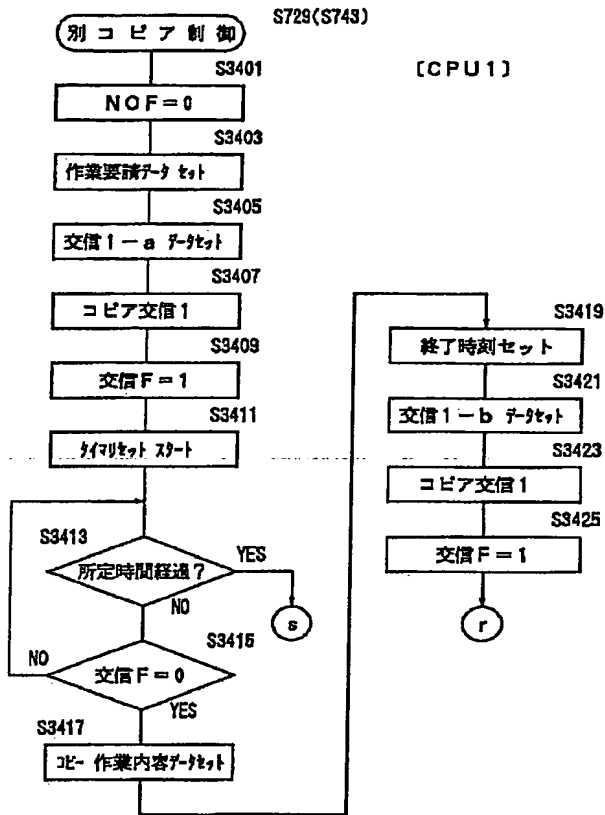 S729(S743)
別コピア制御
[CPU1]
S3401
NOF=0
S3403
作業要請データセット
S3405
交信1-a データセット
S3407
コピア交信1
S3409
交信F=1
S3411
タイマリセット スタート
S3413
所定時間経過?
YES
s
NO
S3415
交信F=0
NO
YES
S3417
コピー 作業内容データセット
S3419
終了時刻セット
S3421
交信1-b データセット
S3423
コピア交信1
S3425
交信F=1
r